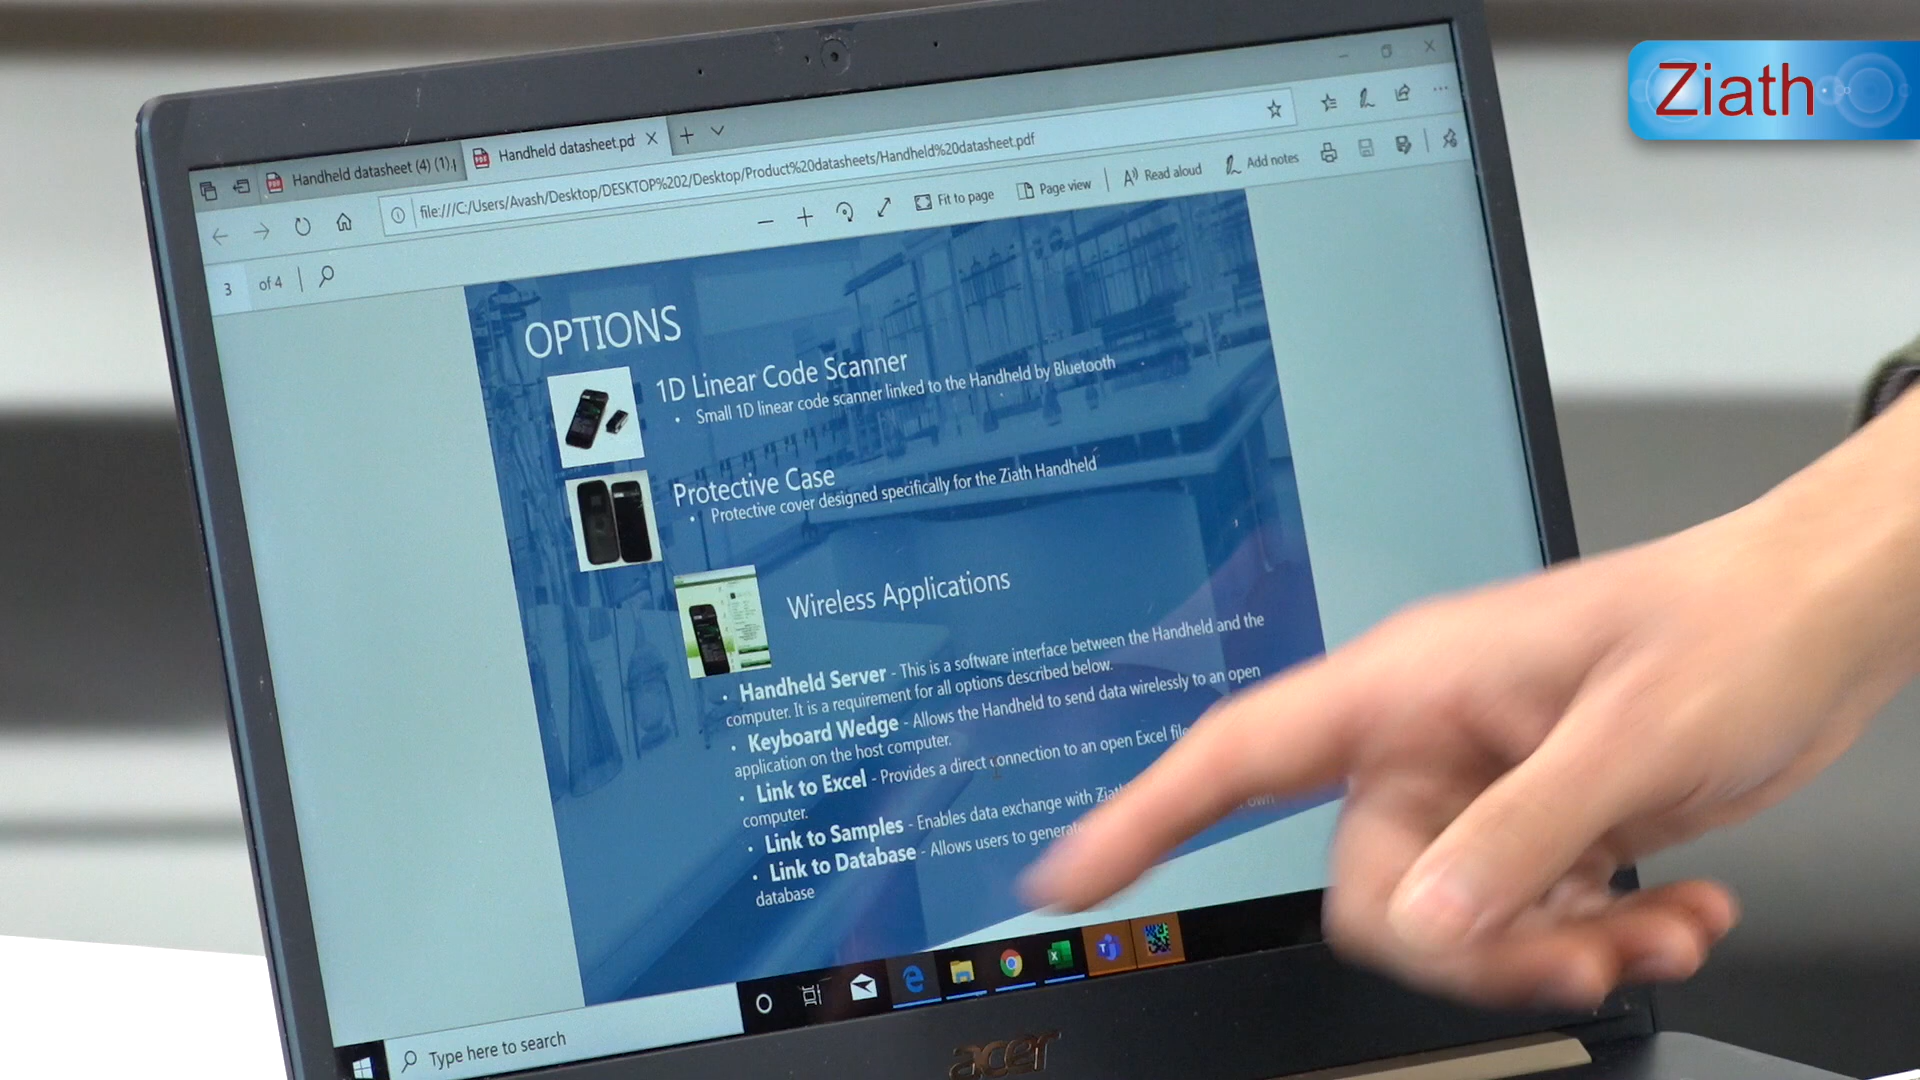 Ziath
Handheld datasheet (4) (1).
Handheld datasheet.pd
file:///C:/Users/Avash/Desktop/DESKTOP%202/Desktop/Product%20datasheets/Handheld%20datasheet.pdf
Fit to page
Page view
Read aloud
Add notes
3 of 4
OPTIONS
1D Linear Code Scanner
• Small 1D linear code scanner linked to the Handheld by Bluetooth
Protective Case
• Protective cover designed specifically for the Ziath Handheld
Wireless Applications
• Handheld Server - This is a software interface between the Handheld and the
computer. It is a requirement for all options described below.
• Keyboard Wedge - Allows the Handheld to send data wirelessly to an open
application on the host computer.
• Link to Excel - Provides a direct connection to an open Excel file
computer.
• Link to Samples - Enables data exchange with
• Link to Database - Allows users to generate own
database
Type here to search
acer